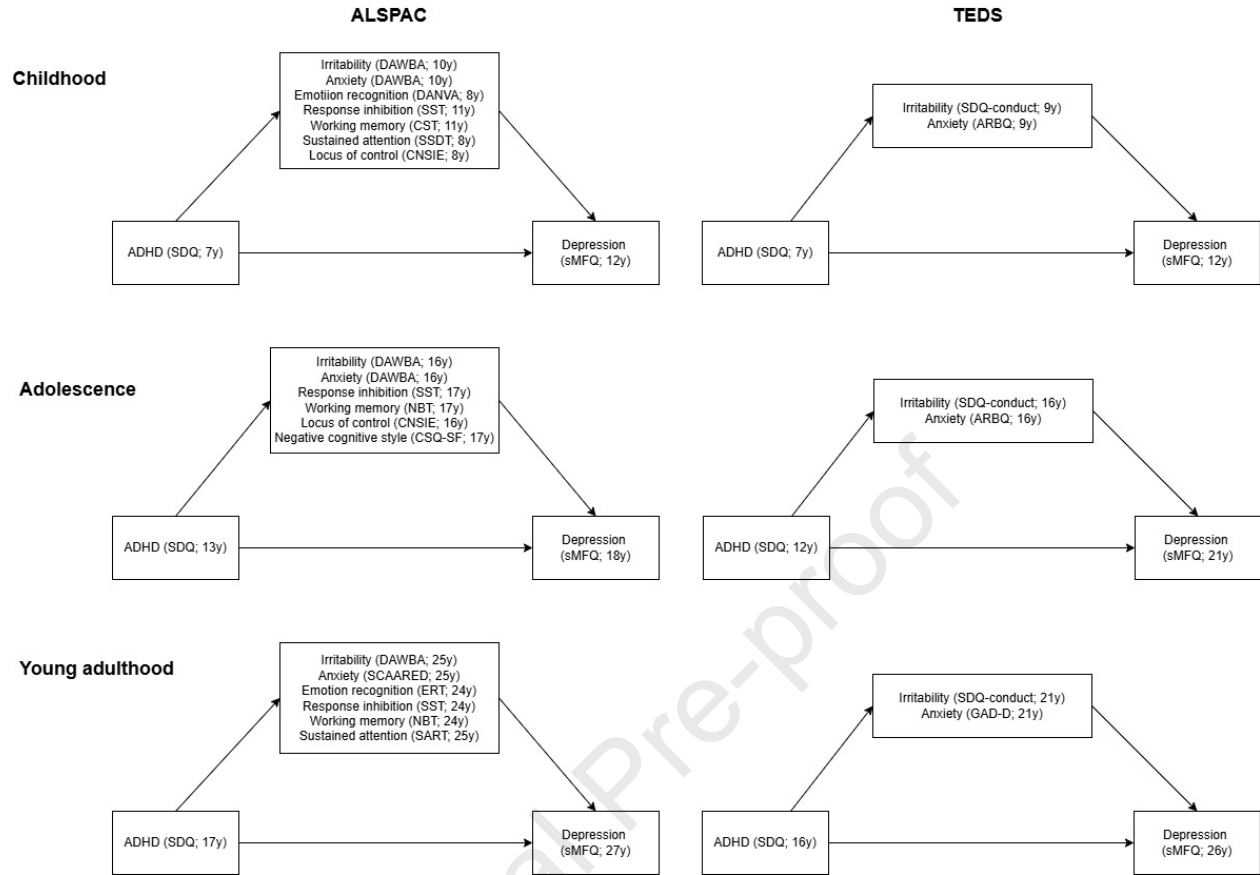 ALSPAC
TEDS
Childhood
Irritability (DAWBA; 10y)
Anxiety (DAWBA; 10y)
Emotiion recognition (DANVA; 8y)
Response inhibition (SST; 11y)
Working memory (CST; 11y)
Sustained attention (SSDT; 8y)
Locus of control (CNSIE; 8y)
ADHD (SDQ; 7y)
Depression
(sMFQ; 12y)
Irritability (SDQ-conduct; 9y)
Anxiety (ARBQ; 9y)
ADHD (SDQ; 7y)
Depression
(sMFQ; 12y)
Adolescence
Irritability (DAWBA; 16y)
Anxiety (DAWBA; 16y)
Response inhibition (SST; 17y)
Working memory (NBT; 17y)
Locus of control (CNSIE; 16y)
Negative cognitive style (CSQ-SF; 17y)
ADHD (SDQ; 13y)
Depression
(sMFQ; 18y)
Irritability (SDQ-conduct; 16y)
Anxiety (ARBQ; 16y)
ADHD (SDQ; 12y)
Depression
(sMFQ; 21y)
Young adulthood
Irritability (DAWBA; 25y)
Anxiety (SCAARED; 25y)
Emotion recognition (ERT; 24y)
Response inhibition (SST; 24y)
Working memory (NBT; 24y)
Sustained attention (SART; 25y)
ADHD (SDQ; 17y)
Depression
(sMFQ; 27y)
Irritability (SDQ-conduct; 21y)
Anxiety (GAD-D; 21y)
ADHD (SDQ; 16y)
Depression
(sMFQ; 26y)
al Pre-proof